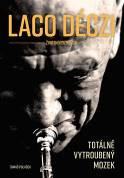 LACO DÉCZI
TOTÁLNĚ
VYTROUBENÝ
MOZEK